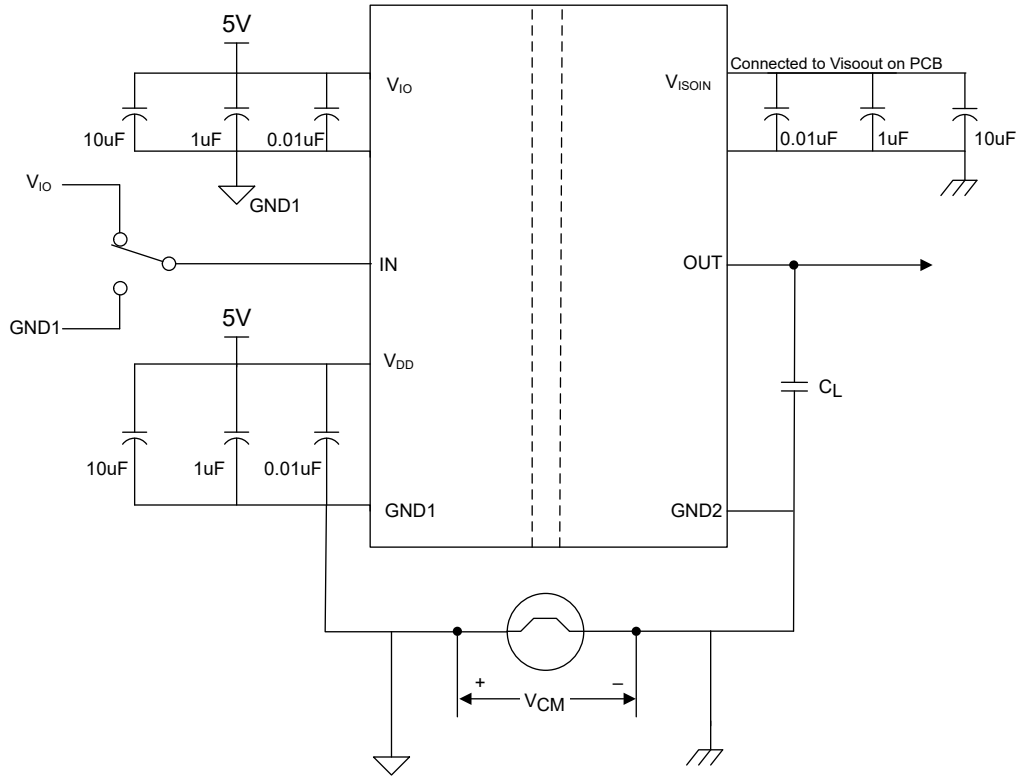 5V
Connected to Visoout on PCB
VIO
VISOIN
10uF
1uF
0.01uF
0.01uF
1uF
10uF
VIO
GND1
IN
OUT
GND1
5V
VDD
CL
10uF
1uF
0.01uF
GND1
GND2
+
–
VCM